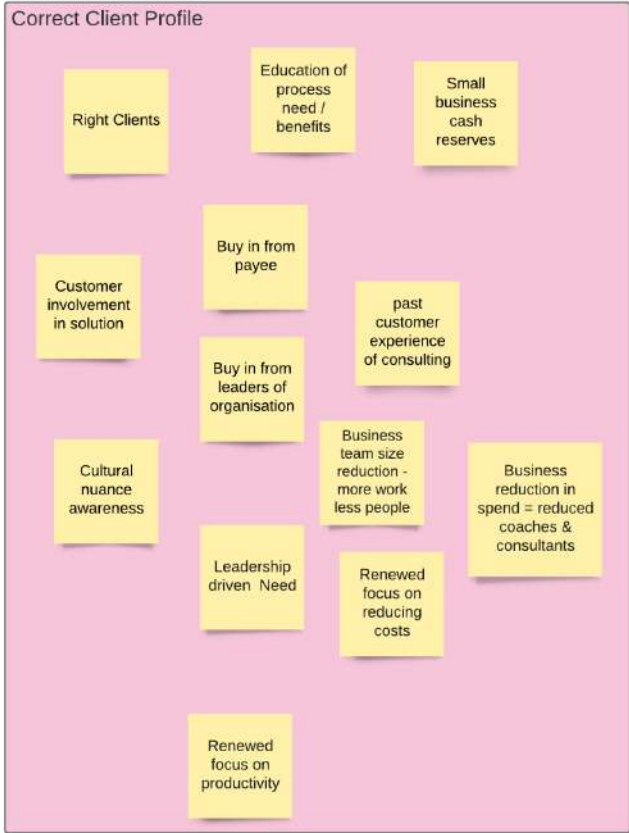 Correct Client Profile
Right Clients
Education of
process
need /
benefits
Small
business
cash
reserves
Buy in from
payee
Customer
involvement
in solution
past
customer
experience
of consulting
Buy in from
leaders of
organisation
Business
team size
reduction -
more work
less people
Cultural
nuance
awareness
Business
reduction in
spend = reduced
coaches &
consultants
Leadership
driven Need
Renewed
focus on
reducing
costs
Renewed
focus on
productivity